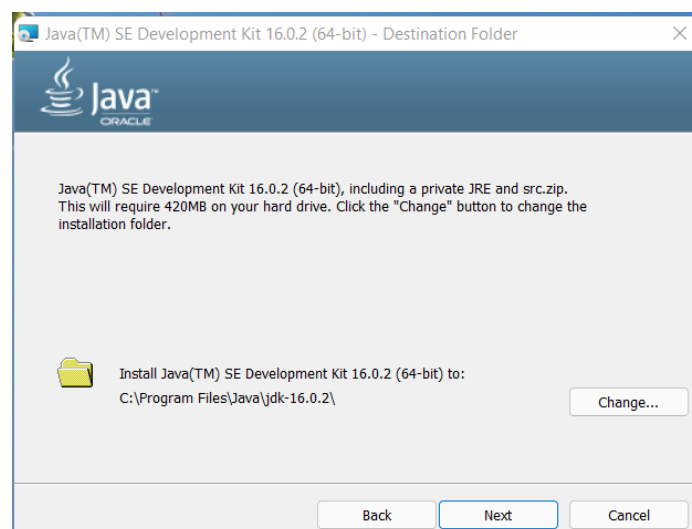 Java(TM) SE Development Kit 16.0.2 (64-bit) - Destination Folder
Java™
ORACLE
Java(TM) SE Development Kit 16.0.2 (64-bit), including a private JRE and src.zip.
This will require 420MB on your hard drive. Click the "Change" button to change the
installation folder.
Install Java(TM) SE Development Kit 16.0.2 (64-bit) to:
C:\Program Files\Java\jdk-16.0.2\
Change...
Back Next Cancel